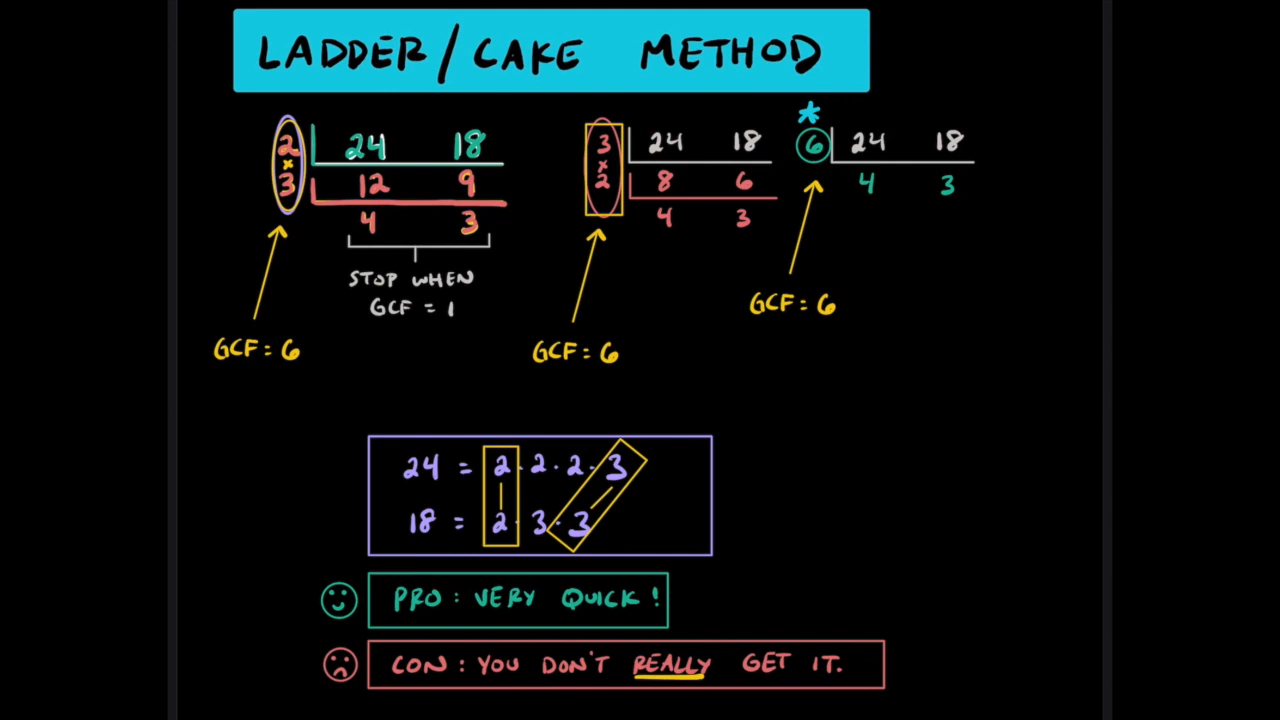 LADDER/CAKE METHOD
2 24 18
×
3 12 9
4 3
STOP WHEN
GCF = 1
GCF = 6
3 24 18
×
2 8 6
4 3
GCF = 6
*
6 24 18
4 3
GCF = 6
24 = 2 · 2 · 2 · 3
18 = 2 · 3 · 3
PRO : VERY QUICK !
CON : YOU DON'T REALLY GET IT.